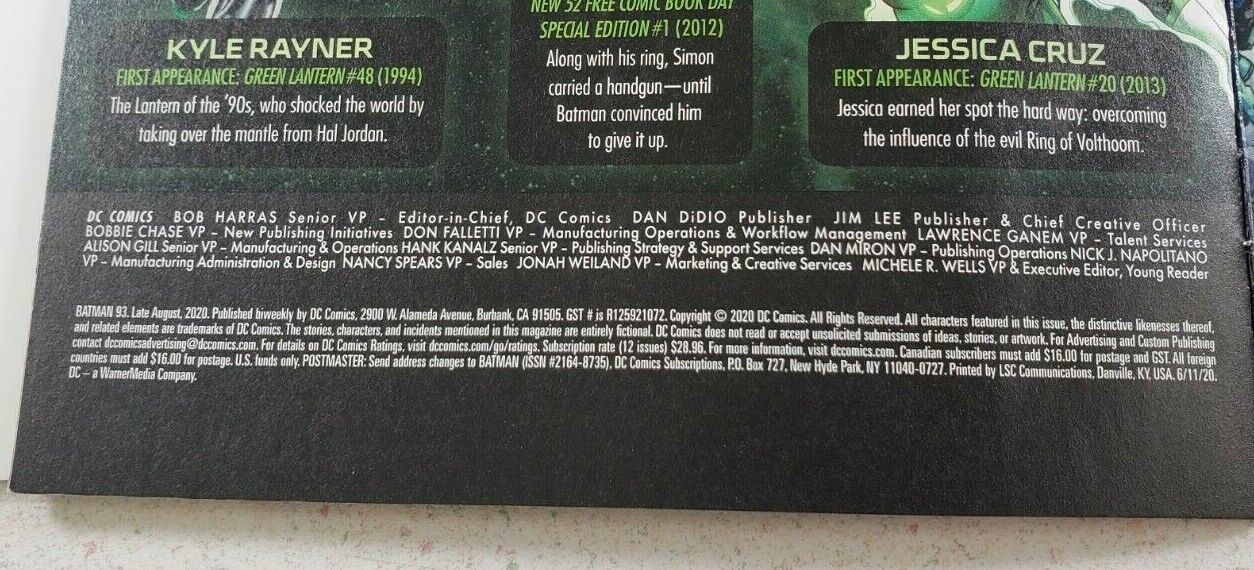 KYLE RAYNER
FIRST APPEARANCE: GREEN LANTERN #48 (1994)
The Lantern of the '90s, who shocked the world by
taking over the mantle from Hal Jordan.
NEW 52 FREE COMIC BOOK DAY
SPECIAL EDITION #1 (2012)
Along with his ring, Simon
carried a handgun—until
Batman convinced him
to give it up.
JESSICA CRUZ
FIRST APPEARANCE: GREEN LANTERN #20 (2013)
Jessica earned her spot the hard way: overcoming
the influence of the evil Ring of Volthoom.
DC COMICS BOB HARRAS Senior VP – Editor-in-Chief, DC Comics DAN DiDIO Publisher JIM LEE Publisher & Chief Creative Officer
BOBBIE CHASE VP – New Publishing Initiatives DON FALLETTI VP – Manufacturing Operations & Workflow Management LAWRENCE GANEM VP – Talent Services
ALISON GILL Senior VP – Manufacturing & Operations HANK KANALZ Senior VP – Publishing Strategy & Support Services DAN MIRON VP – Publishing Operations NICK J. NAPOLITANO
VP – Manufacturing Administration & Design NANCY SPEARS VP – Sales JONAH WEILAND VP – Marketing & Creative Services MICHELE R. WELLS VP & Executive Editor, Young Reader
BATMAN 93. Late August, 2020. Published biweekly by DC Comics, 2900 W. Alameda Avenue, Burbank, CA 91505. GST # is R125921072. Copyright © 2020 DC Comics. All Rights Reserved. All characters featured in this issue, the distinctive likenesses thereof,
and related elements are trademarks of DC Comics. The stories, characters, and incidents mentioned in this magazine are entirely fictional. DC Comics does not read or accept unsolicited submissions of ideas, stories, or artwork. For Advertising and Custom Publishing
contact dccomicsadvertising@dccomics.com. For details on DC Comics Ratings, visit dccomics.com/go/ratings. Subscription rate (12 issues) $28.96. For more information, visit dccomics.com. Canadian subscribers must add $16.00 for postage and GST. All foreign
countries must add $16.00 for postage. U.S. funds only. POSTMASTER: Send address changes to BATMAN (ISSN #2164-8735), DC Comics Subscriptions, P.O. Box 727, New Hyde Park, NY 11040-0727. Printed by LSC Communications, Danville, KY, USA. 6/11/20.
DC – a WarnerMedia Company.